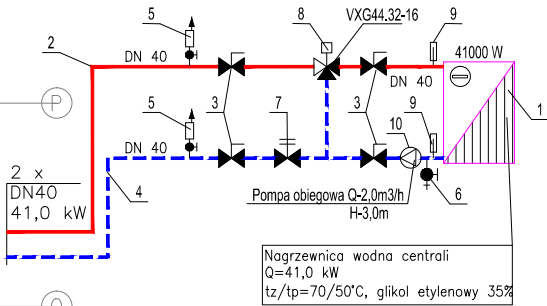 5
8
VXG44.32-16
9
2
DN 40
41000 W
DN 40
P
5
3
7
3
10
9
1
DN 40
2 x
DN40
41,0 kW
4
Pompa obiegowa Q-2,0m3/h
H-3,0m
6
Nagrzewnica wodna centrali
Q=41,0 kW
tz/tp=70/50°C, glikol etylenowy 35%